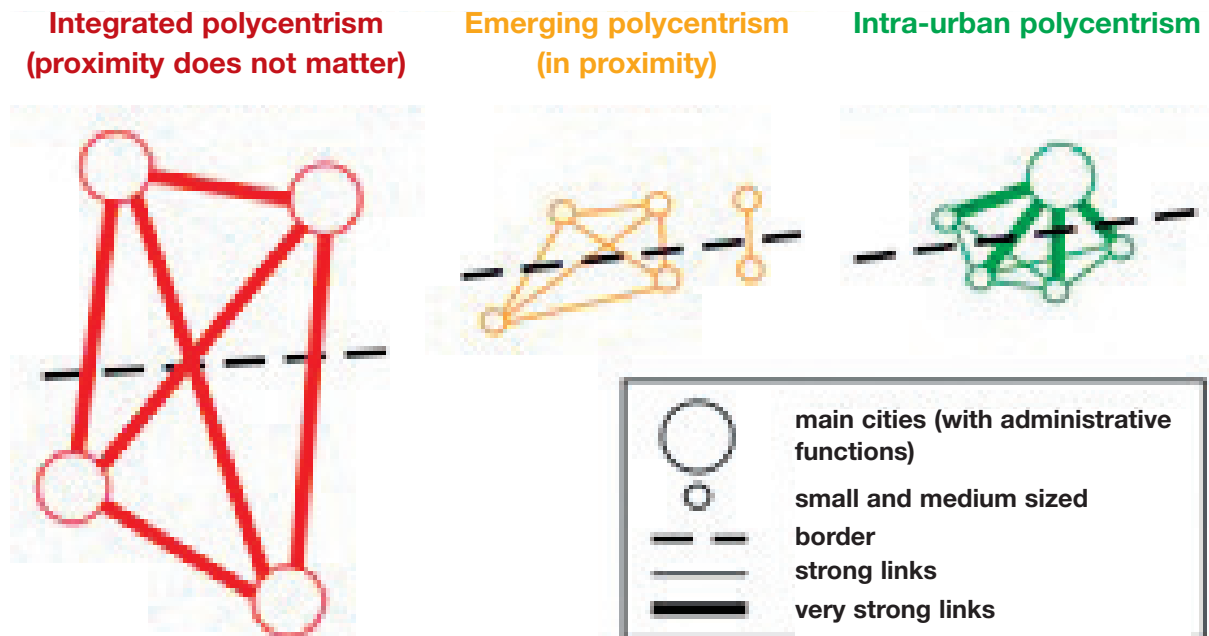 Integrated polycentrism
(proximity does not matter)
Emerging polycentrism
(in proximity)
Intra-urban polycentrism
main cities (with administrative
functions)
small and medium sized
border
strong links
very strong links